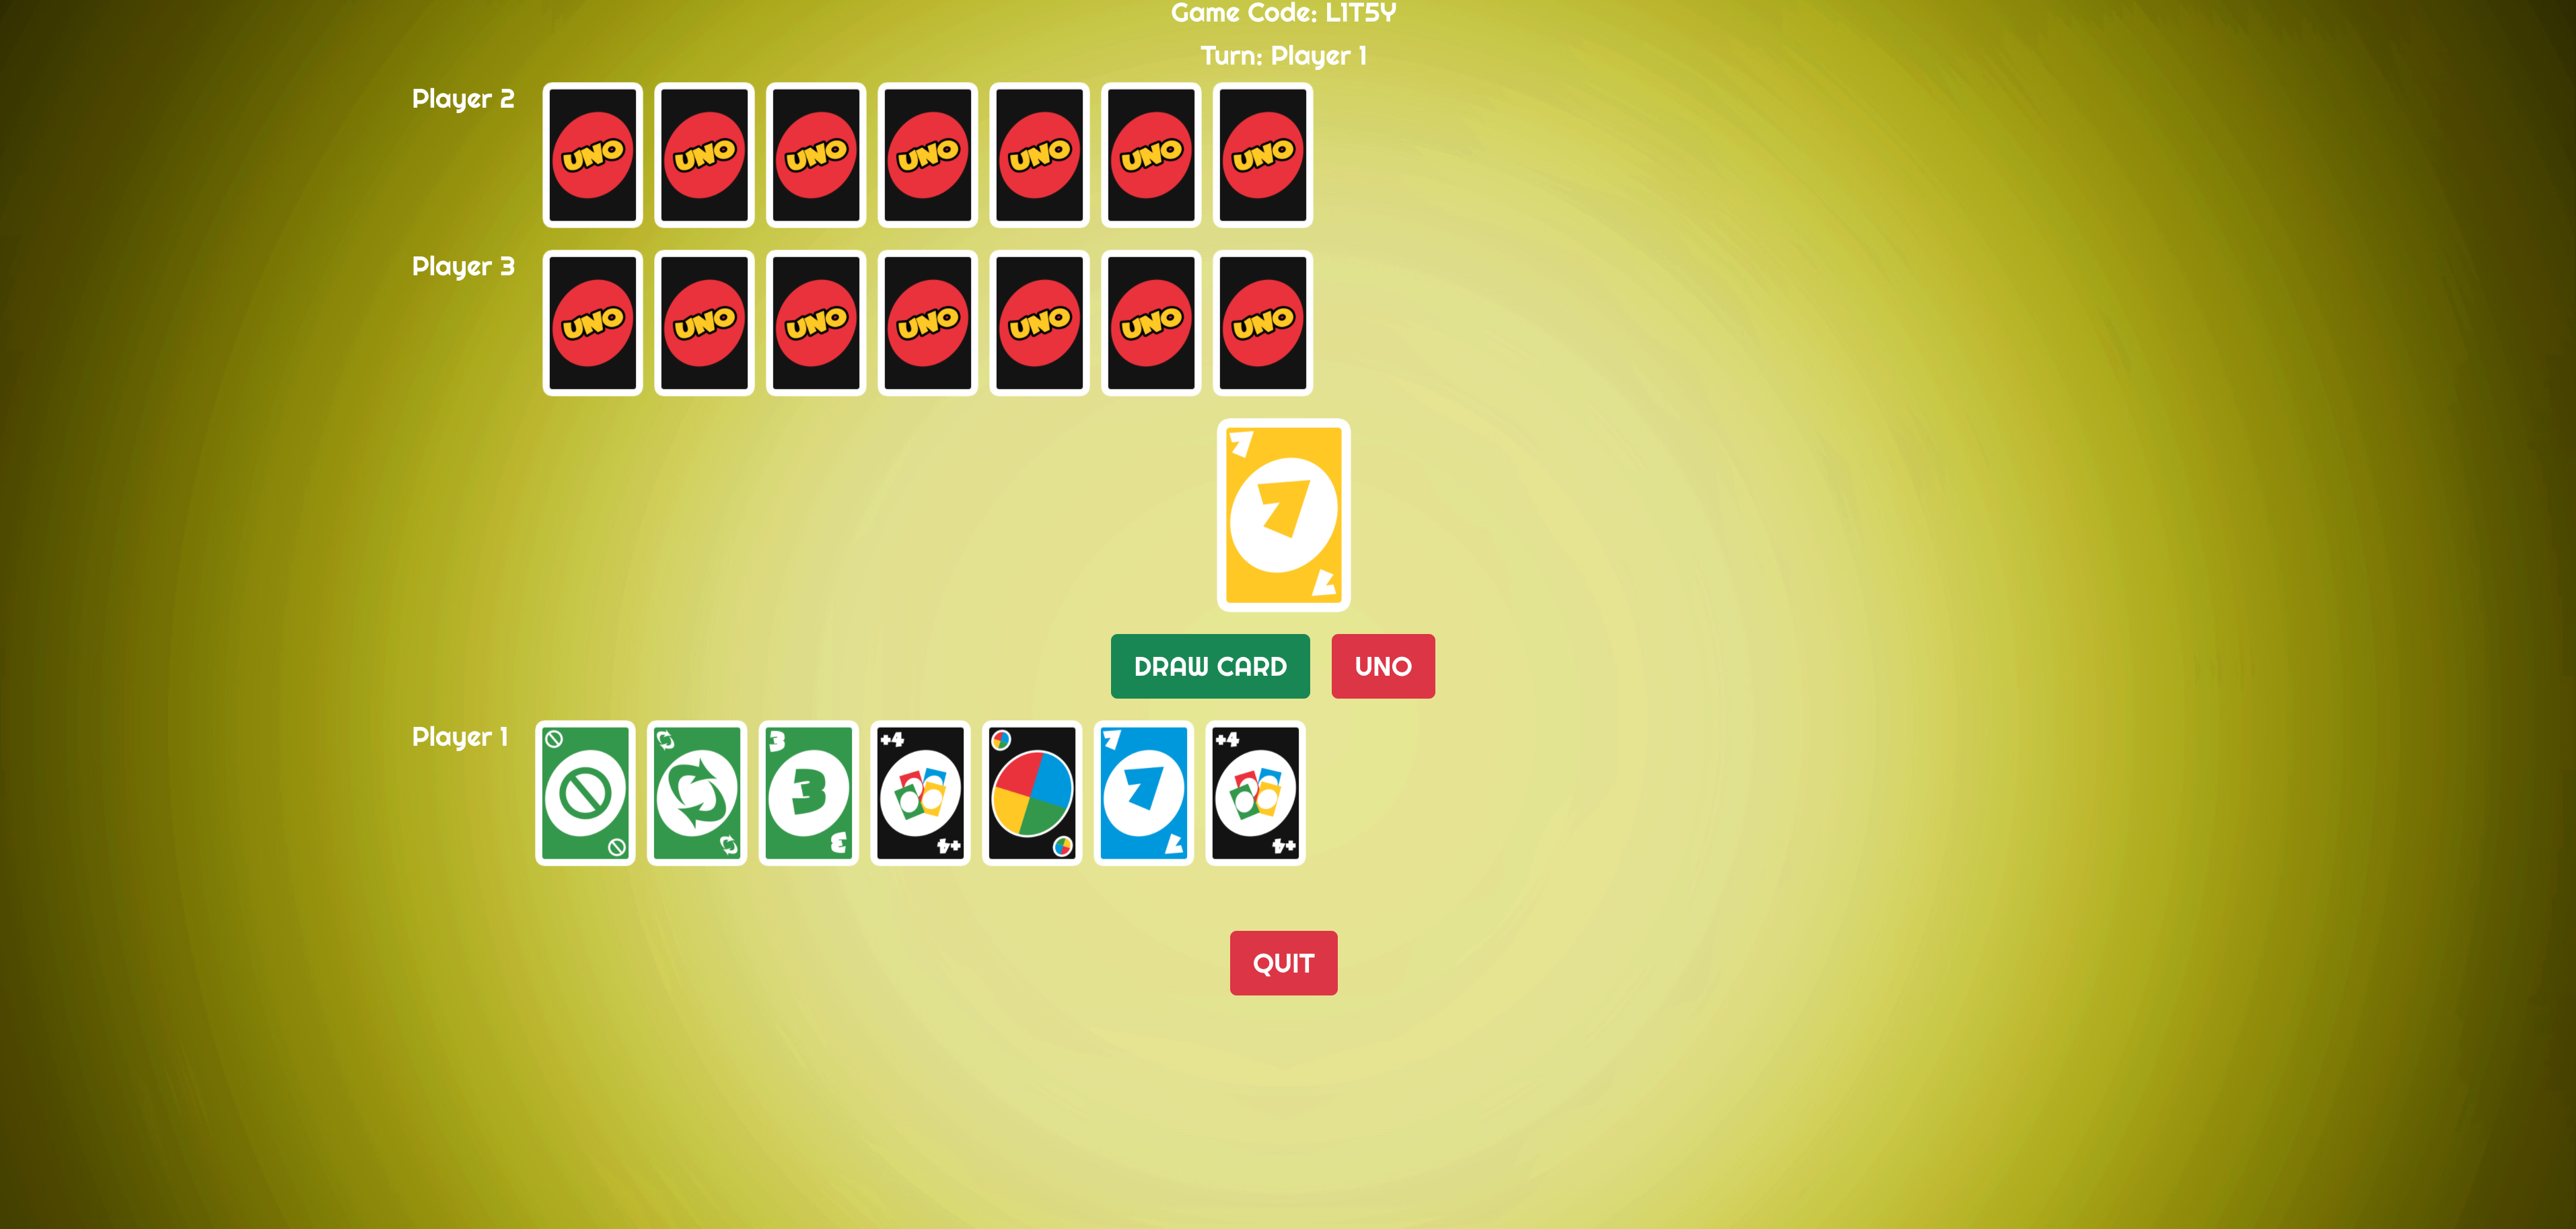 Game Code: L1T5Y
Turn: Player 1
Player 2
UNO UNO UNO UNO UNO UNO UNO
Player 3
UNO UNO UNO UNO UNO UNO UNO
7
7
7
DRAW CARD UNO
Player 1
3 +4 7 +4
3 7
3 +4 7 +4
QUIT